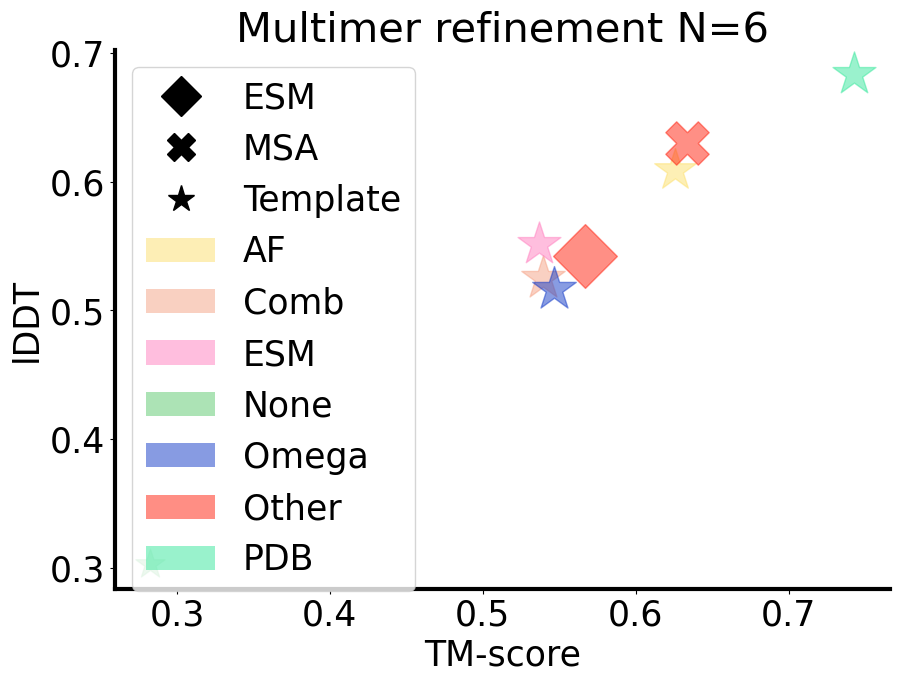 Multimer refinement N=6
0.7
0.6
0.5
0.4
0.3
lDDT
ESM
MSA
Template
AF
Comb
ESM
None
Omega
Other
PDB
0.3 0.4 0.5 0.6 0.7
TM-score